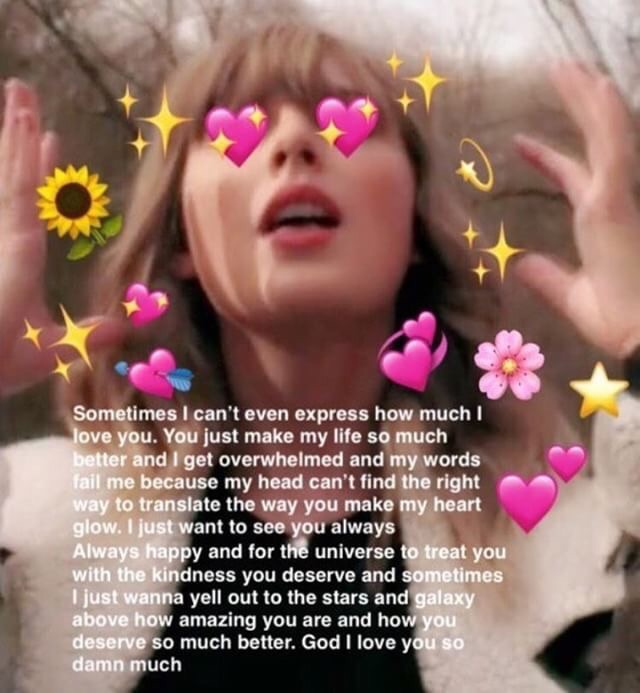 Sometimes I can't even express how much I
love you. You just make my life so much
better and I get overwhelmed and my words
fail me because my head can't find the right
way to translate the way you make my heart
glow. I just want to see you always
Always happy and for the universe to treat you
with the kindness you deserve and sometimes
I just wanna yell out to the stars and galaxy
above how amazing you are and how you
deserve so much better. God I love you so
damn much